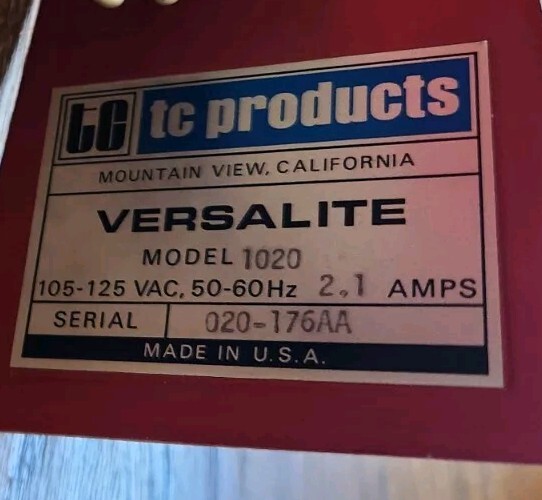 tc tc products
MOUNTAIN VIEW, CALIFORNIA
VERSALITE
MODEL 1020
105-125 VAC, 50-60Hz 2.1 AMPS
SERIAL 020-176AA
MADE IN U.S.A.